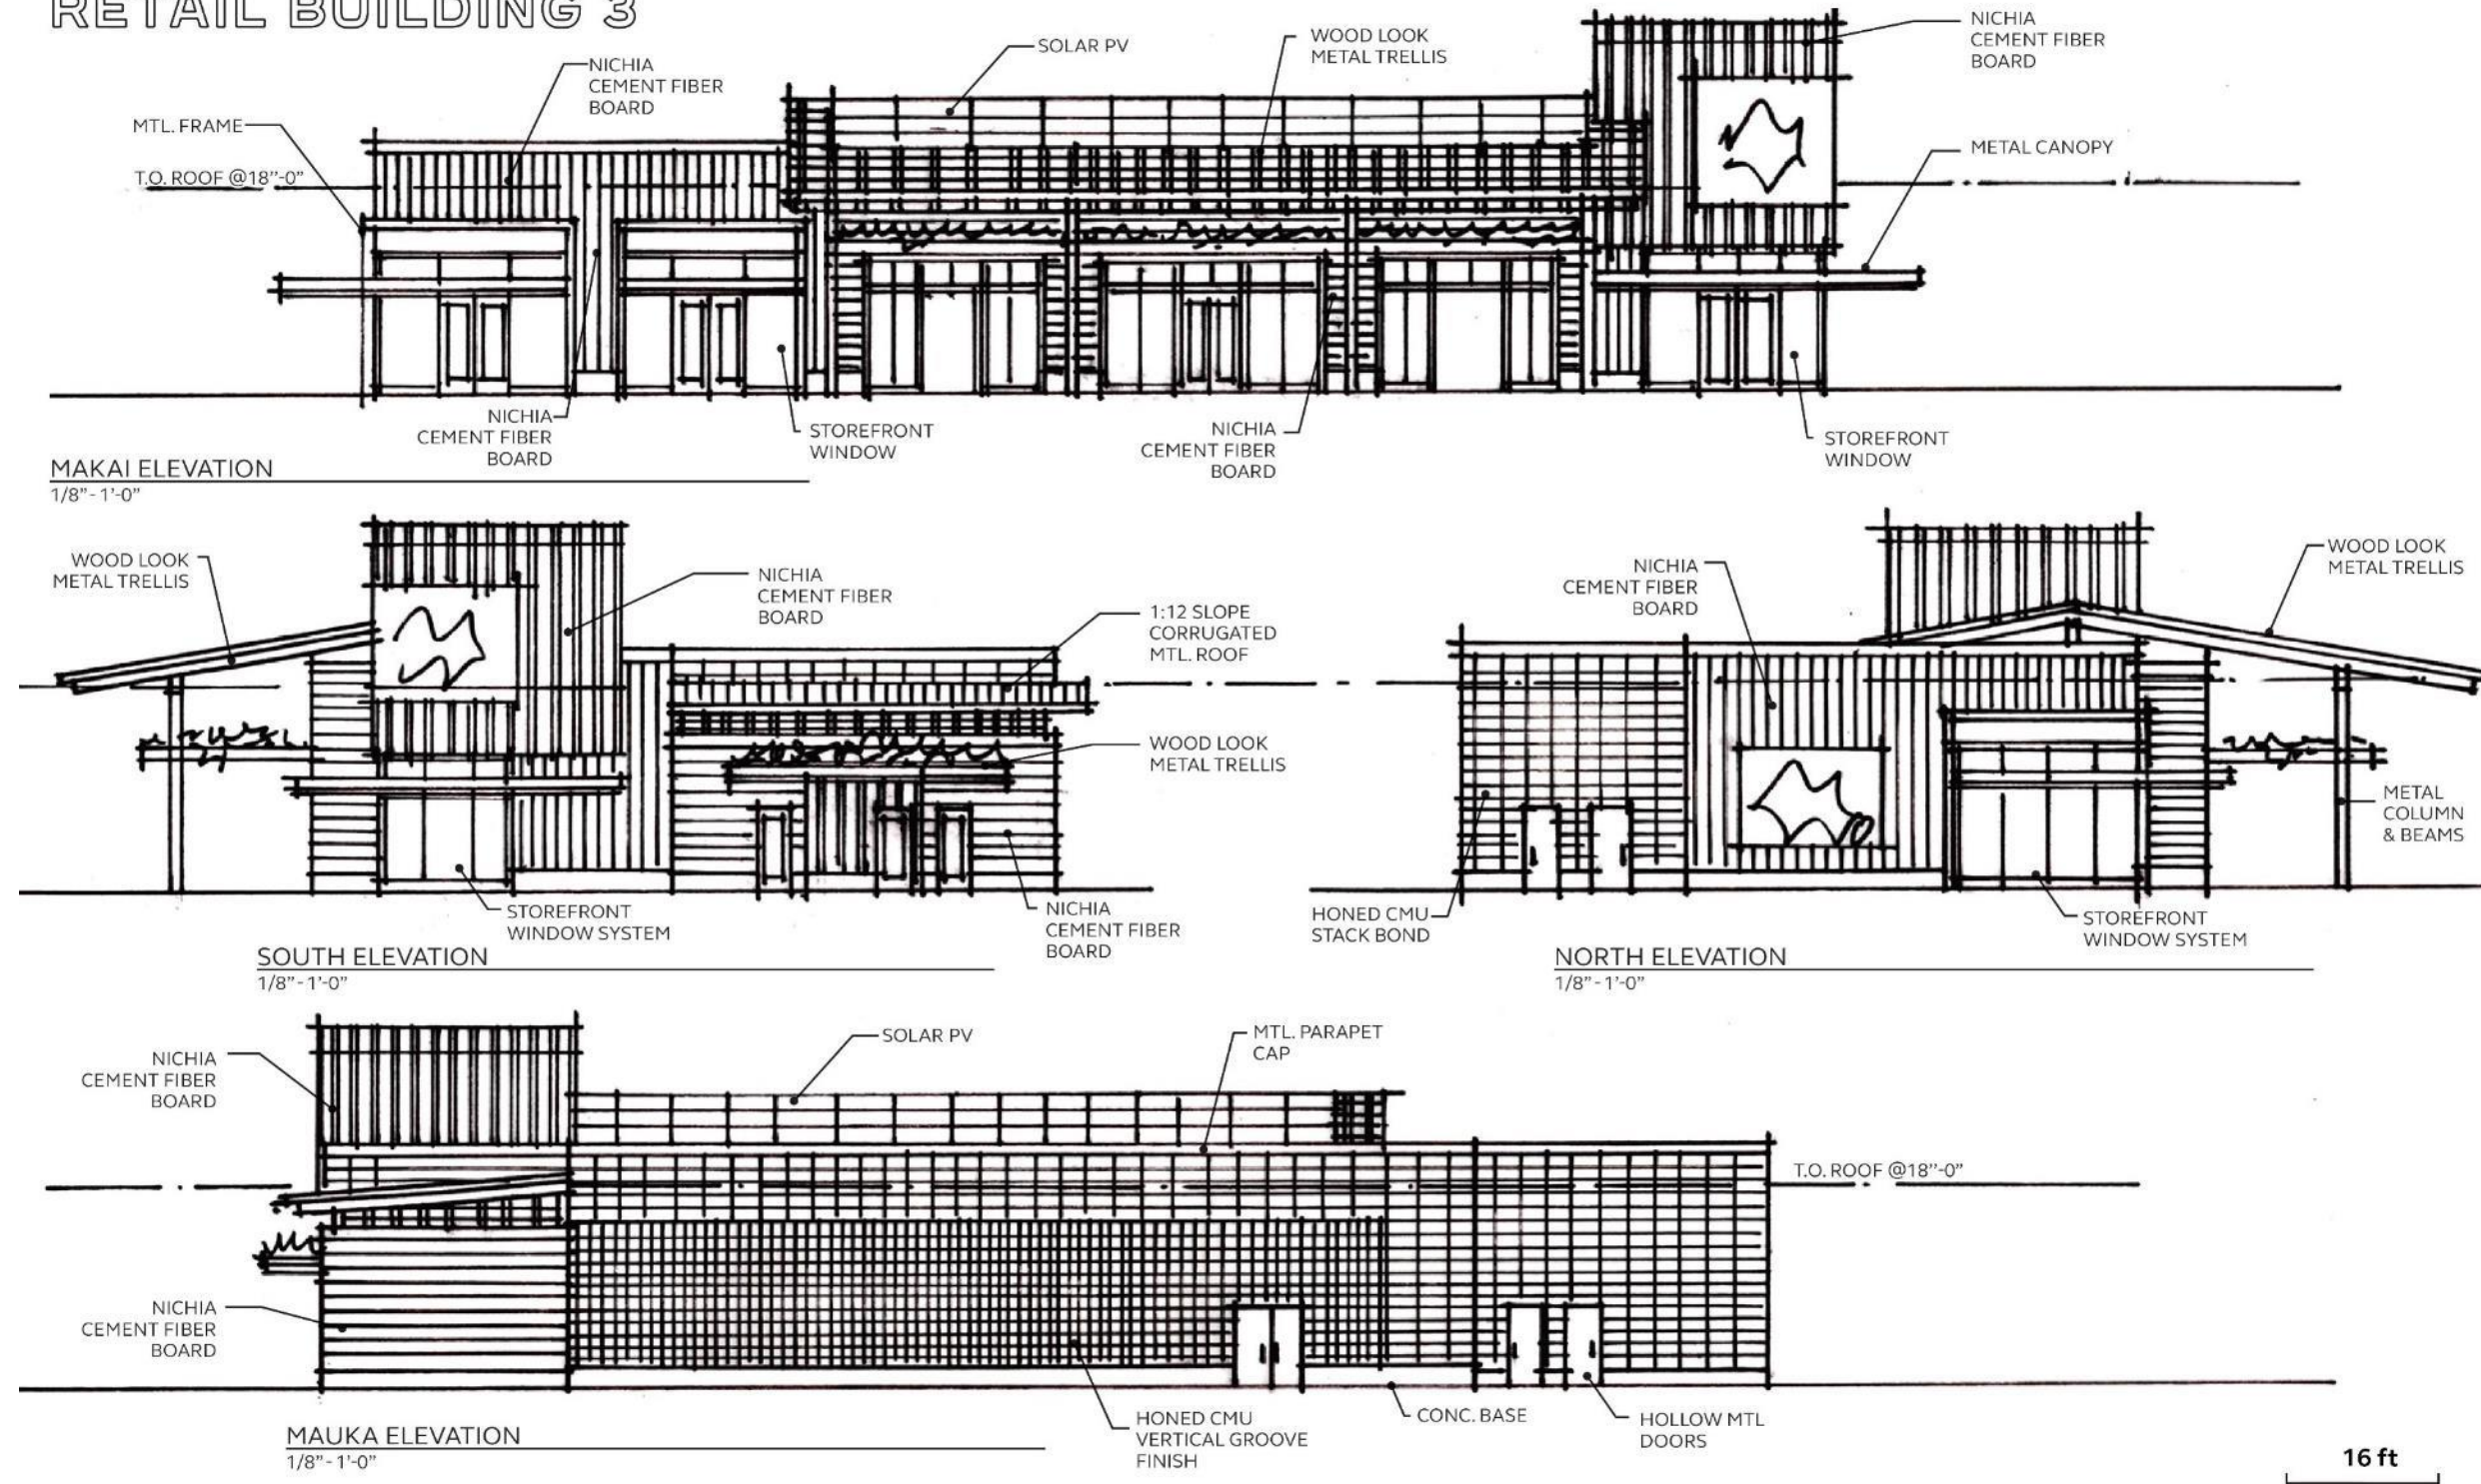 RETAIL BUILDING 3
NICHIA
CEMENT FIBER
BOARD
SOLAR PV
WOOD LOOK
METAL TRELLIS
NICHIA
CEMENT FIBER
BOARD
MTL. FRAME
T.O. ROOF @18”-0”
METAL CANOPY
NICHIA
CEMENT FIBER
BOARD
STOREFRONT
WINDOW
NICHIA
CEMENT FIBER
BOARD
STOREFRONT
WINDOW
MAKAI ELEVATION
1/8”- 1’-0”
WOOD LOOK
METAL TRELLIS
NICHIA
CEMENT FIBER
BOARD
1:12 SLOPE
CORRUGATED
MTL. ROOF
WOOD LOOK
METAL TRELLIS
STOREFRONT
WINDOW SYSTEM
NICHIA
CEMENT FIBER
BOARD
SOUTH ELEVATION
1/8”- 1’-0”
NICHIA
CEMENT FIBER
BOARD
WOOD LOOK
METAL TRELLIS
METAL
COLUMN
& BEAMS
HONED CMU
STACK BOND
STOREFRONT
WINDOW SYSTEM
NORTH ELEVATION
1/8”- 1’-0”
NICHIA
CEMENT FIBER
BOARD
SOLAR PV
MTL. PARAPET
CAP
T.O. ROOF @18”-0”
NICHIA
CEMENT FIBER
BOARD
HONED CMU
VERTICAL GROOVE
FINISH
CONC. BASE
HOLLOW MTL
DOORS
MAUKA ELEVATION
1/8”- 1’-0”
16 ft